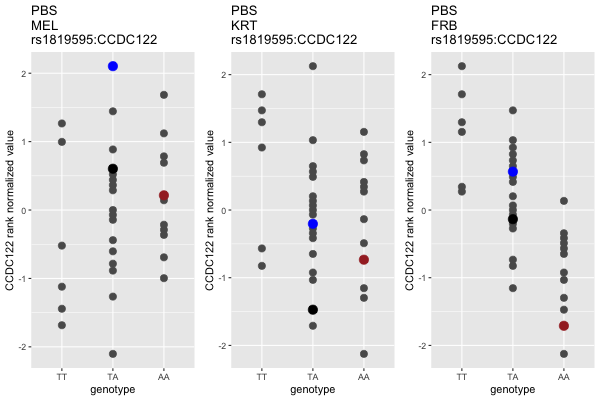 PBS
MEL
rs1819595:CCDC122
CCDC122 rank normalized value
2
1
0
-1
-2
TT TA AA
genotype
PBS
KRT
rs1819595:CCDC122
CCDC122 rank normalized value
2
1
0
-1
-2
TT TA AA
genotype
PBS
FRB
rs1819595:CCDC122
CCDC122 rank normalized value
2
1
0
-1
-2
TT TA AA
genotype